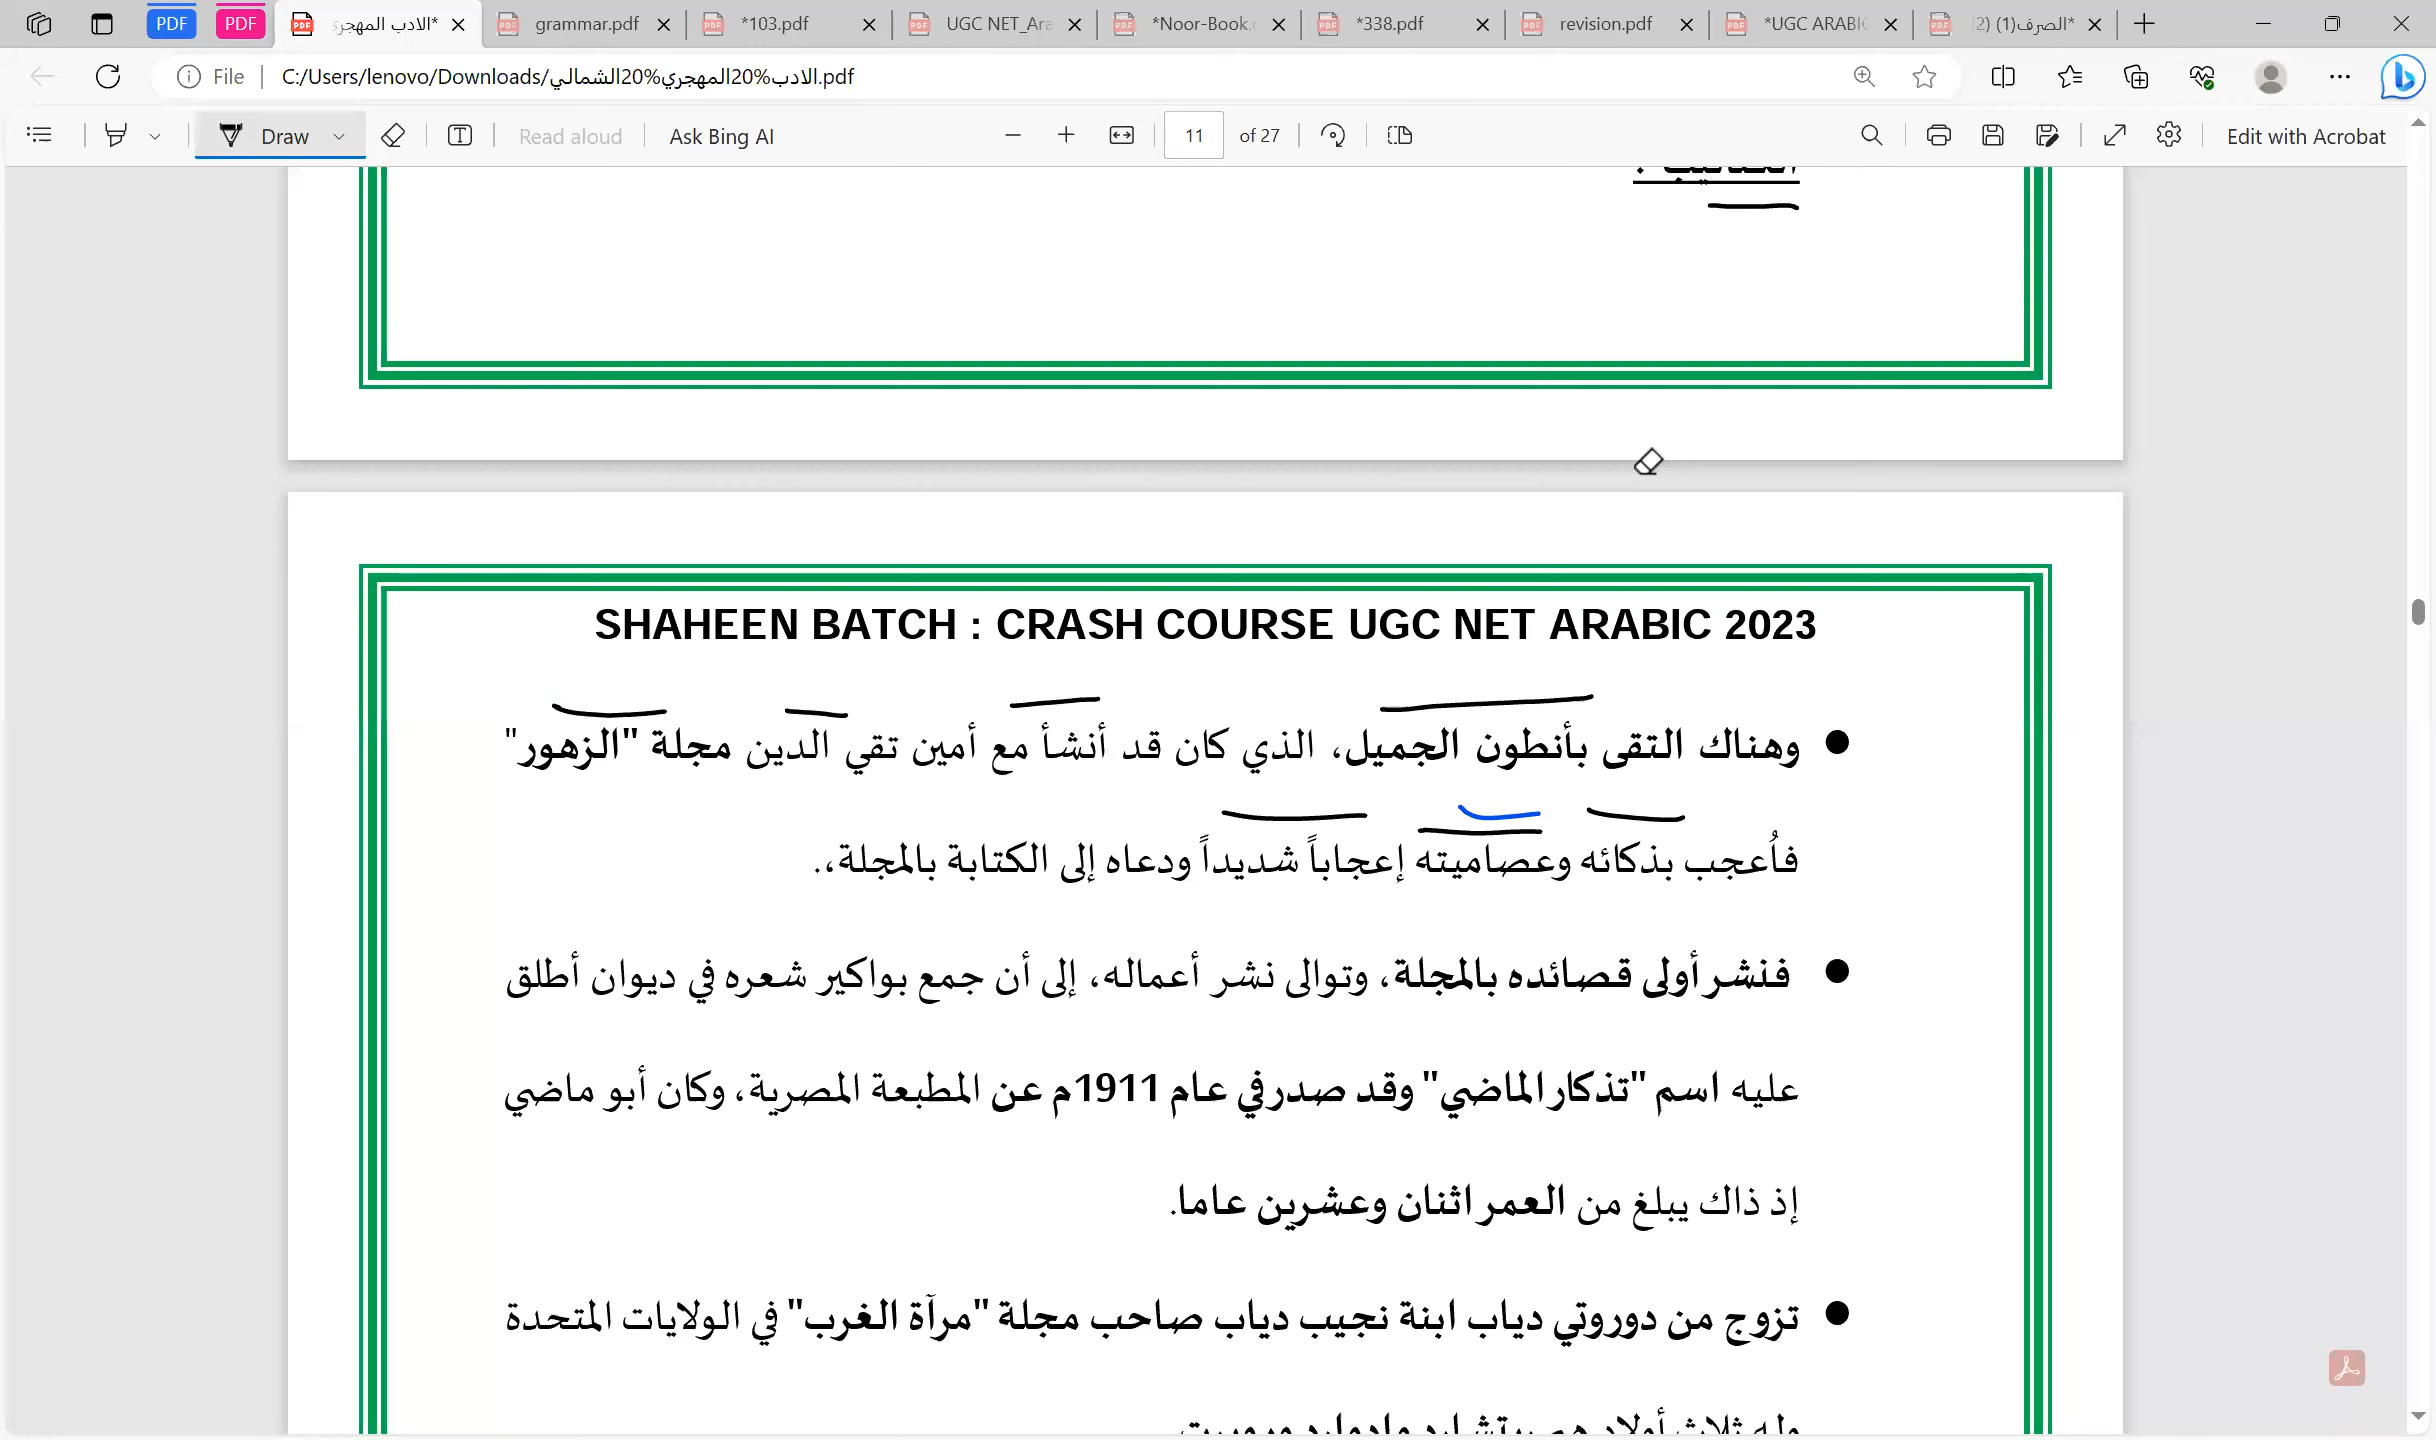 PDF
PDF
*الادب المهجري
grammar.pdf
*103.pdf
UGC NET_Ara
*Noor-Book.
*338.pdf
revision.pdf
*UGC ARABIC
*الصرف(1) (2)
File
C:/Users/lenovo/Downloads/الادب%20المهجري%20الشمالي.pdf
Draw
Read aloud
Ask Bing AI
11
of 27
Edit with Acrobat
SHAHEEN BATCH : CRASH COURSE UGC NET ARABIC 2023
● وهناك التقى بأنطون الجميل، الذي كان قد أنشأ مع أمين تقي الدين مجلة "الزهور"
فأُعجب بذكائه وعصاميته إعجاباً شديداً ودعاه إلى الكتابة بالمجلة،.
● فنشر أولى قصائده بالمجلة، وتوالى نشر أعماله، إلى أن جمع بواكير شعره في ديوان أطلق
عليه اسم "تذكار الماضي" وقد صدر في عام 1911م عن المطبعة المصرية، وكان أبو ماضي
إذ ذاك يبلغ من العمر اثنان وعشرين عاما.
● تزوج من دوروتي دياب ابنة نجيب دياب صاحب مجلة "مرآة الغرب" في الولايات المتحدة